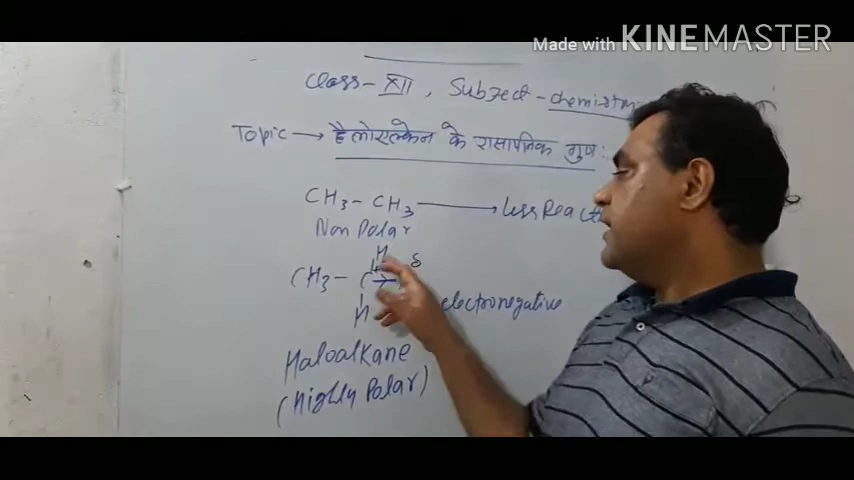 Made with KINEMASTER
Class - XII, Subject - chemistry
Topic → हैलोएल्केन के रासायनिक गुण:
CH3 - CH3 → Less Reactive
Non Polar
H
δ
CH3 - C
H
electronegative
Haloalkane
(Highly Polar)